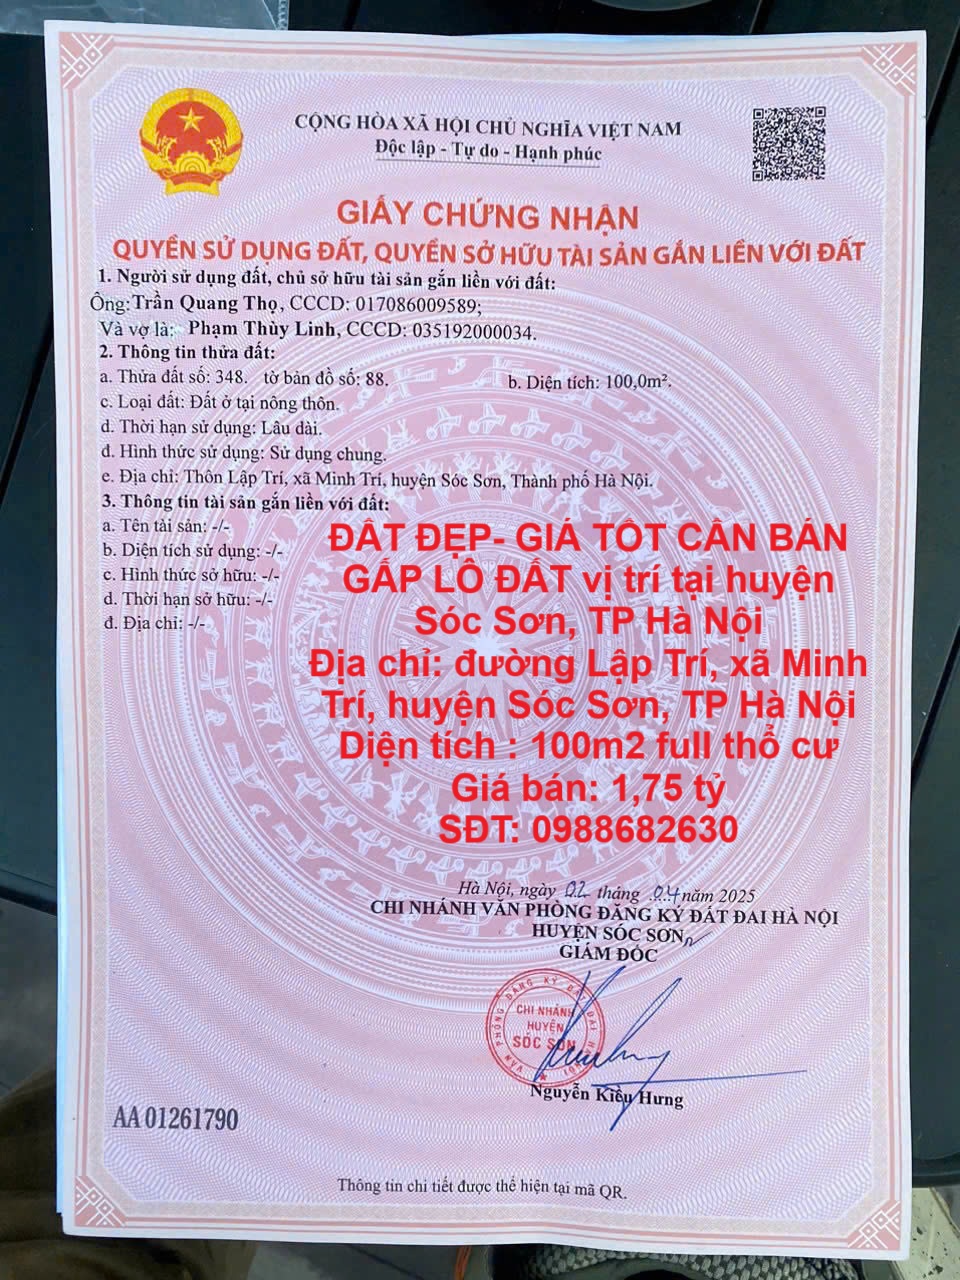 CỘNG HÒA XÃ HỘI CHỦ NGHĨA VIỆT NAM
Độc lập - Tự do - Hạnh phúc
GIẤY CHỨNG NHẬN
QUYỀN SỬ DỤNG ĐẤT, QUYỀN SỞ HỮU TÀI SẢN GẮN LIỀN VỚI ĐẤT
1. Người sử dụng đất, chủ sở hữu tài sản gắn liền với đất:
Ông: Trần Quang Thọ, CCCD: 017086009589;
Và vợ là: Phạm Thùy Linh, CCCD: 035192000034.
2. Thông tin thửa đất:
a. Thửa đất số: 348. tờ bản đồ số: 88. b. Diện tích: 100,0m².
c. Loại đất: Đất ở tại nông thôn.
d. Thời hạn sử dụng: Lâu dài.
đ. Hình thức sử dụng: Sử dụng chung.
e. Địa chỉ: Thôn Lập Trí, xã Minh Trí, huyện Sóc Sơn, Thành phố Hà Nội.
3. Thông tin tài sản gắn liền với đất:
a. Tên tài sản: -/-
b. Diện tích sử dụng: -/-
c. Hình thức sở hữu: -/-
d. Thời hạn sở hữu: -/-
đ. Địa chỉ: -/-
ĐẤT ĐẸP- GIÁ TỐT CẦN BÁN
GẤP LÔ ĐẤT vị trí tại huyện
Sóc Sơn, TP Hà Nội
Địa chỉ: đường Lập Trí, xã Minh
Trí, huyện Sóc Sơn, TP Hà Nội
Diện tích : 100m2 full thổ cư
Giá bán: 1,75 tỷ
SĐT: 0988682630
Hà Nội, ngày 02 tháng 04 năm 2025
CHI NHÁNH VĂN PHÒNG ĐĂNG KÝ ĐẤT ĐAI HÀ NỘI
HUYỆN SÓC SƠN
GIÁM ĐỐC
VĂN PHÒNG ĐĂNG KÝ ĐẤT ĐAI HÀ NỘI
CHI NHÁNH
HUYỆN
SÓC SƠN
Nguyễn Kiều Hưng
AA 01261790
Thông tin chi tiết được thể hiện tại mã QR.